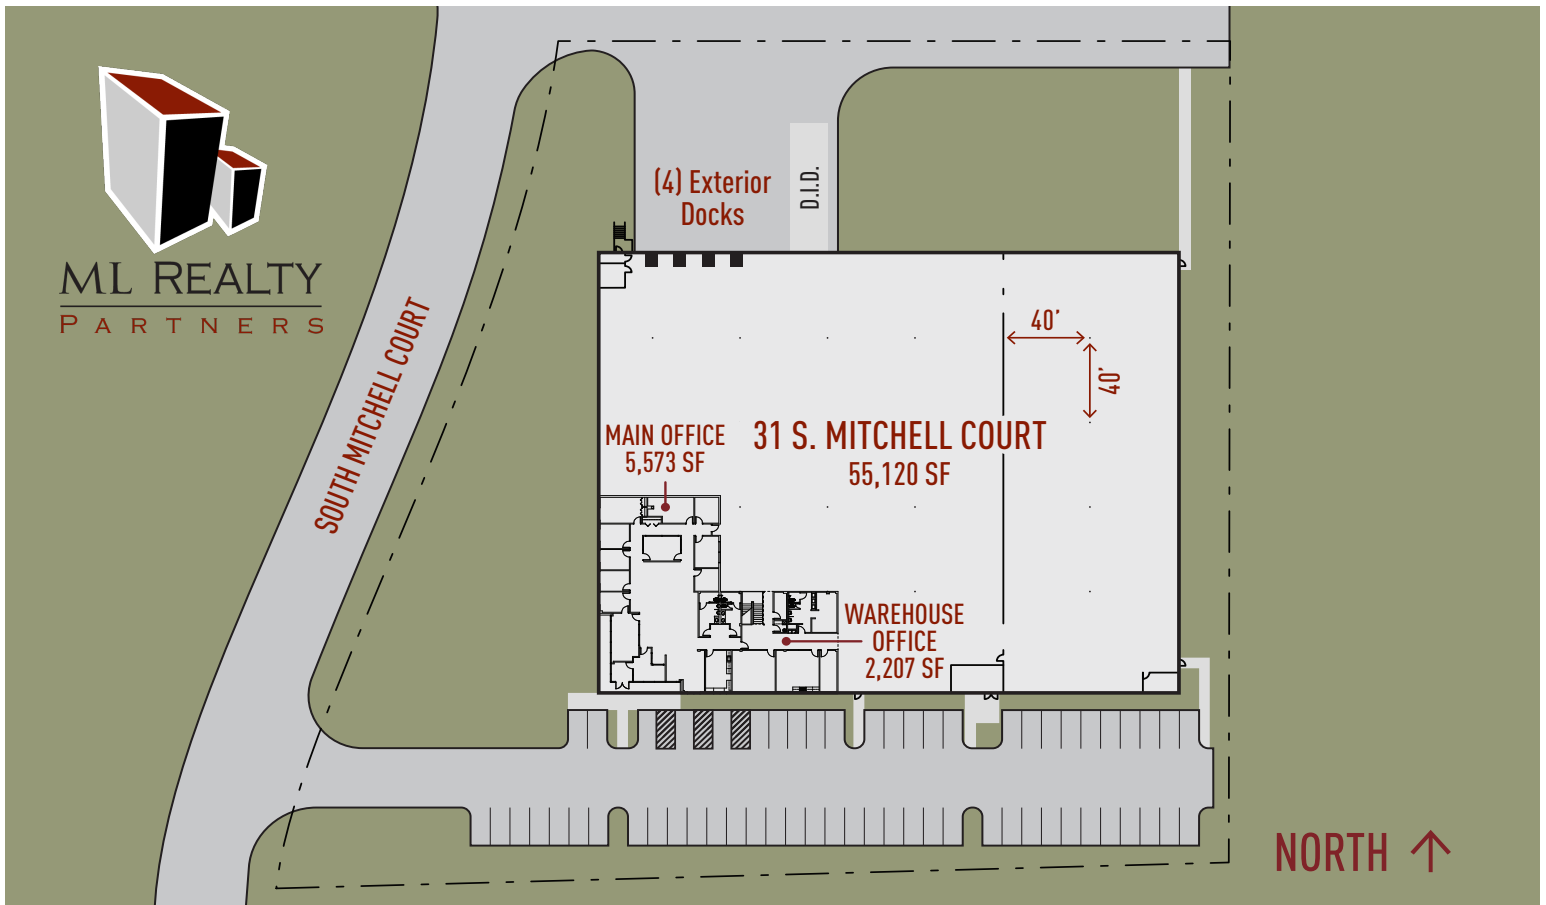 ML REALTY
PARTNERS
(4) Exterior
Docks
D.I.D.
SOUTH MITCHELL COURT
40'
40'
MAIN OFFICE
5,573 SF
31 S. MITCHELL COURT
55,120 SF
WAREHOUSE
OFFICE
2,207 SF
NORTH